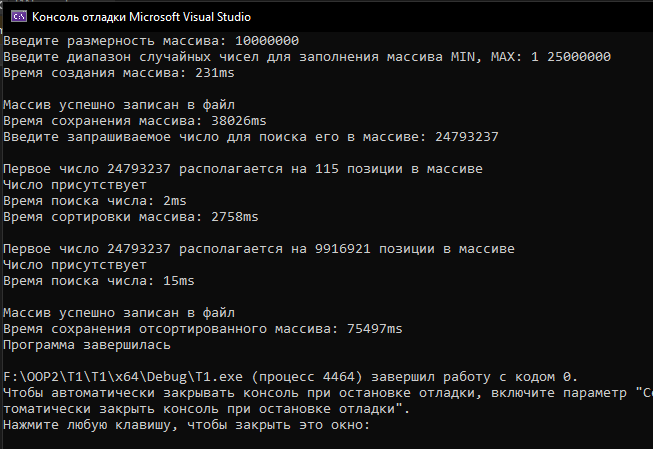 Консоль отладки Microsoft Visual Studio
Введите размерность массива: 10000000
Введите диапазон случайных чисел для заполнения массива MIN, MAX: 1 25000000
Время создания массива: 231ms
Массив успешно записан в файл
Время сохранения массива: 38026ms
Введите запрашиваемое число для поиска его в массиве: 24793237
Первое число 24793237 располагается на 115 позиции в массиве
Число присутствует
Время поиска числа: 2ms
Время сортировки массива: 2758ms
Первое число 24793237 располагается на 9916921 позиции в массиве
Число присутствует
Время поиска числа: 15ms
Массив успешно записан в файл
Время сохранения отсортированного массива: 75497ms
Программа завершилась
F:\OOP2\T1\T1\x64\Debug\T1.exe (процесс 4464) завершил работу с кодом 0.
Чтобы автоматически закрывать консоль при остановке отладки, включите параметр "
томатически закрыть консоль при остановке отладки".
Нажмите любую клавишу, чтобы закрыть это окно: